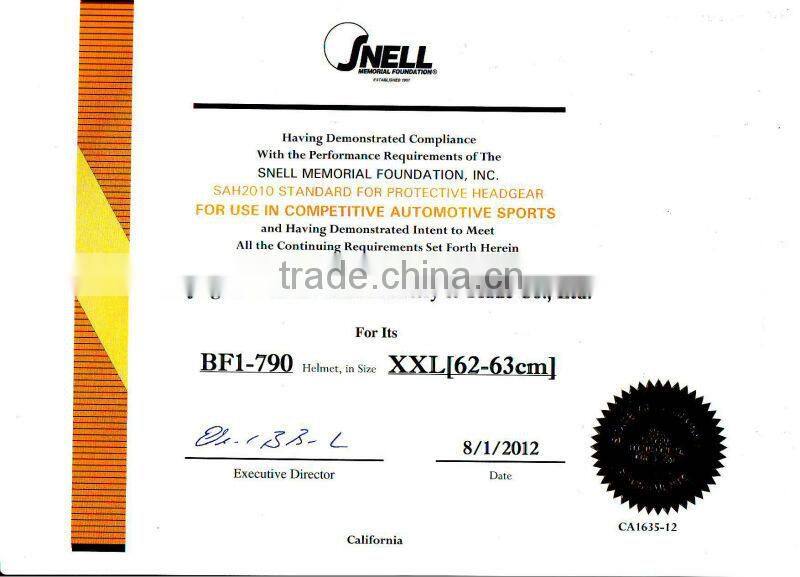 SNELL
MEMORIAL FOUNDATION®
ESTABLISHED 1957
Having Demonstrated Compliance
With the Performance Requirements of The
SNELL MEMORIAL FOUNDATION, INC.
SAH2010 STANDARD FOR PROTECTIVE HEADGEAR
FOR USE IN COMPETITIVE AUTOMOTIVE SPORTS
and Having Demonstrated Intent to Meet
All the Continuing Requirements Set Forth Herein
trade.china.cn
Ltd.
For Its
BF1-790 Helmet, in Size XXL[62-63cm]
8/1/2012
Executive Director
Date
CA1635-12
California